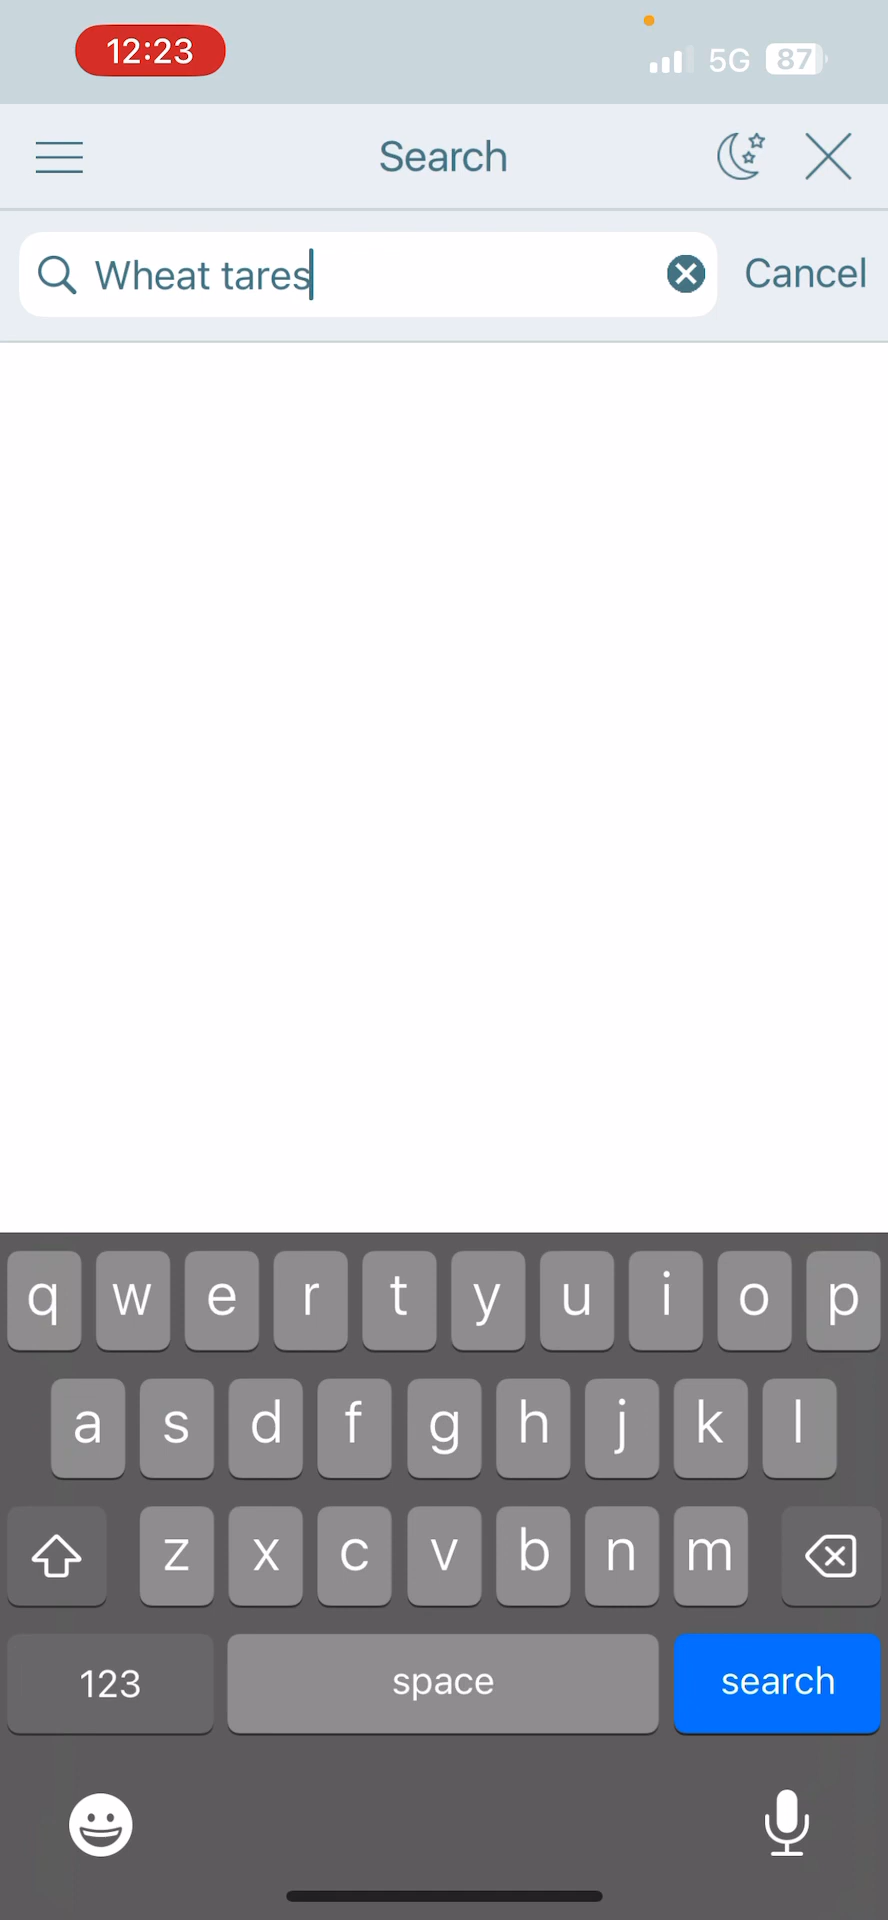 12:23
5G 87
Search
Wheat tares
Cancel
q w e r t y u i o p
a s d f g h j k l
z x c v b n m
123 space search